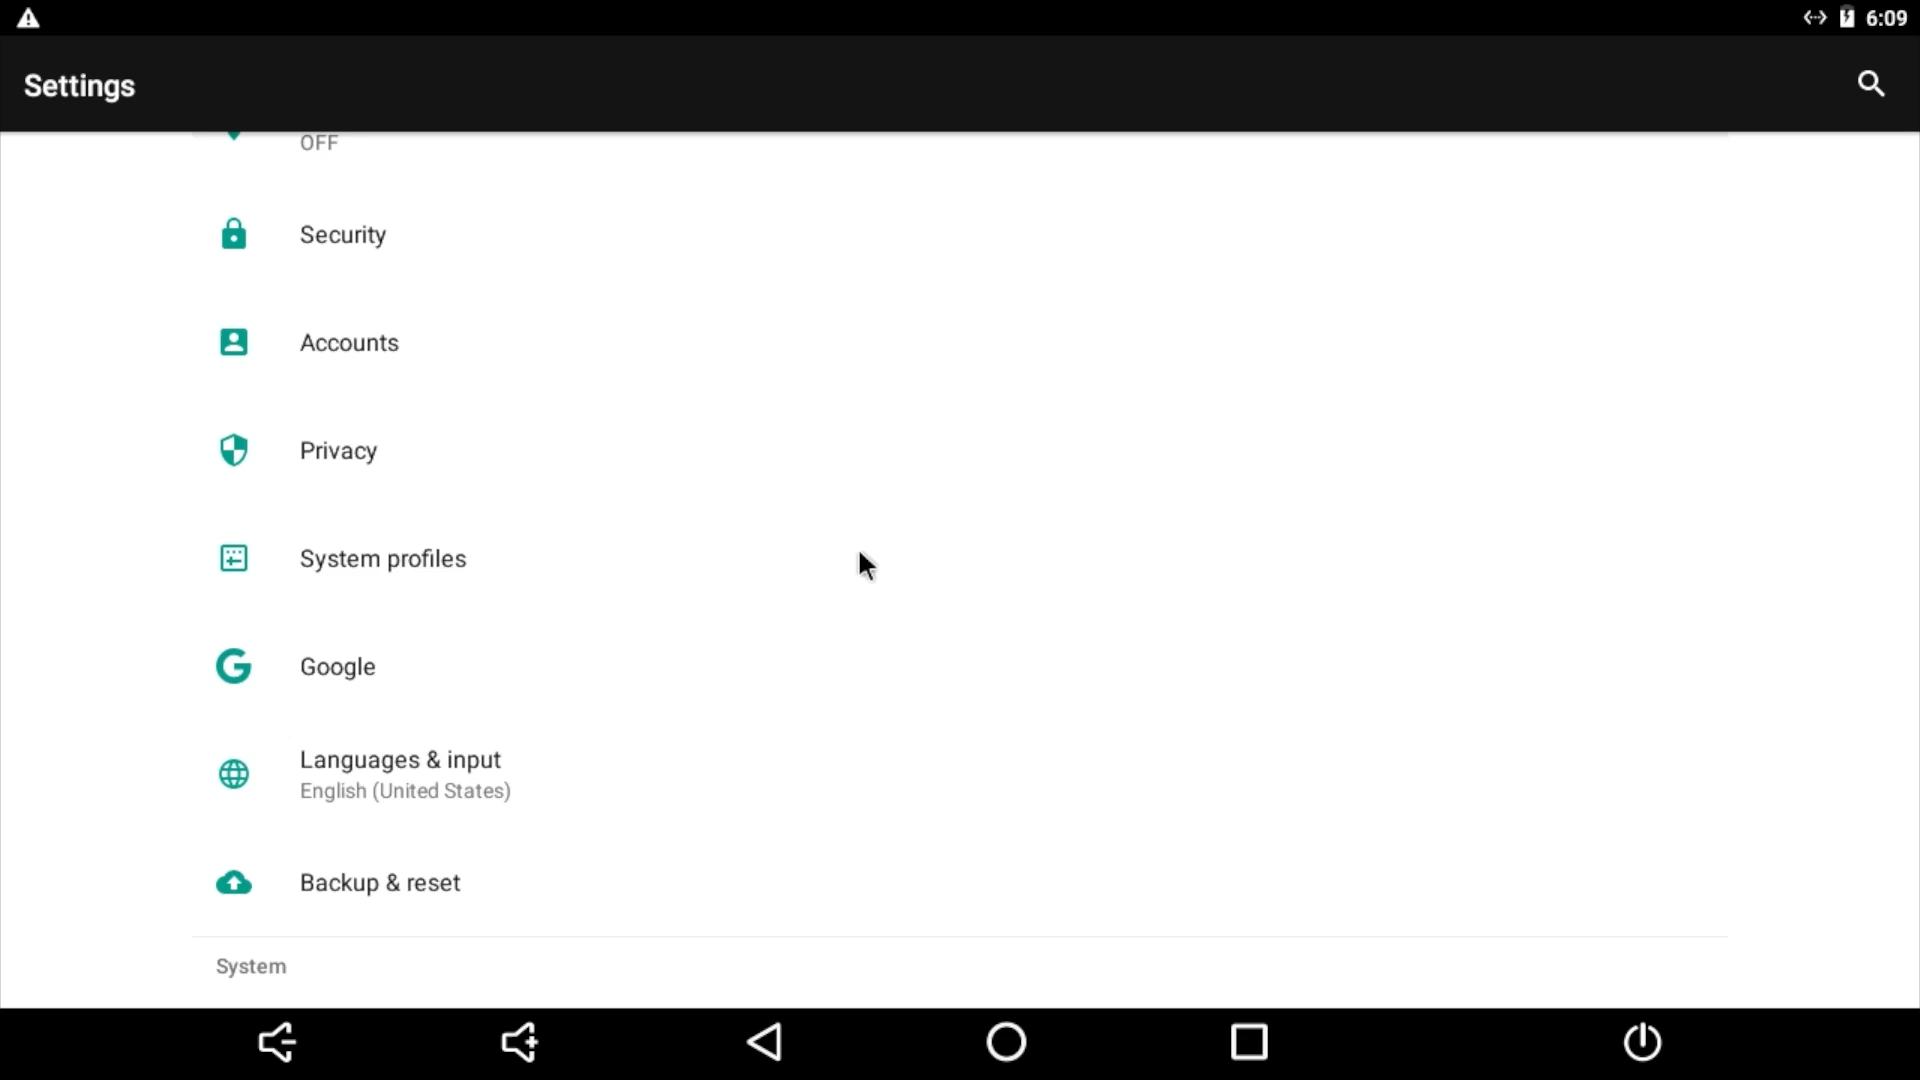 6:09
Settings
OFF
Security
Accounts
Privacy
System profiles
Google
Languages & input
English (United States)
Backup & reset
System